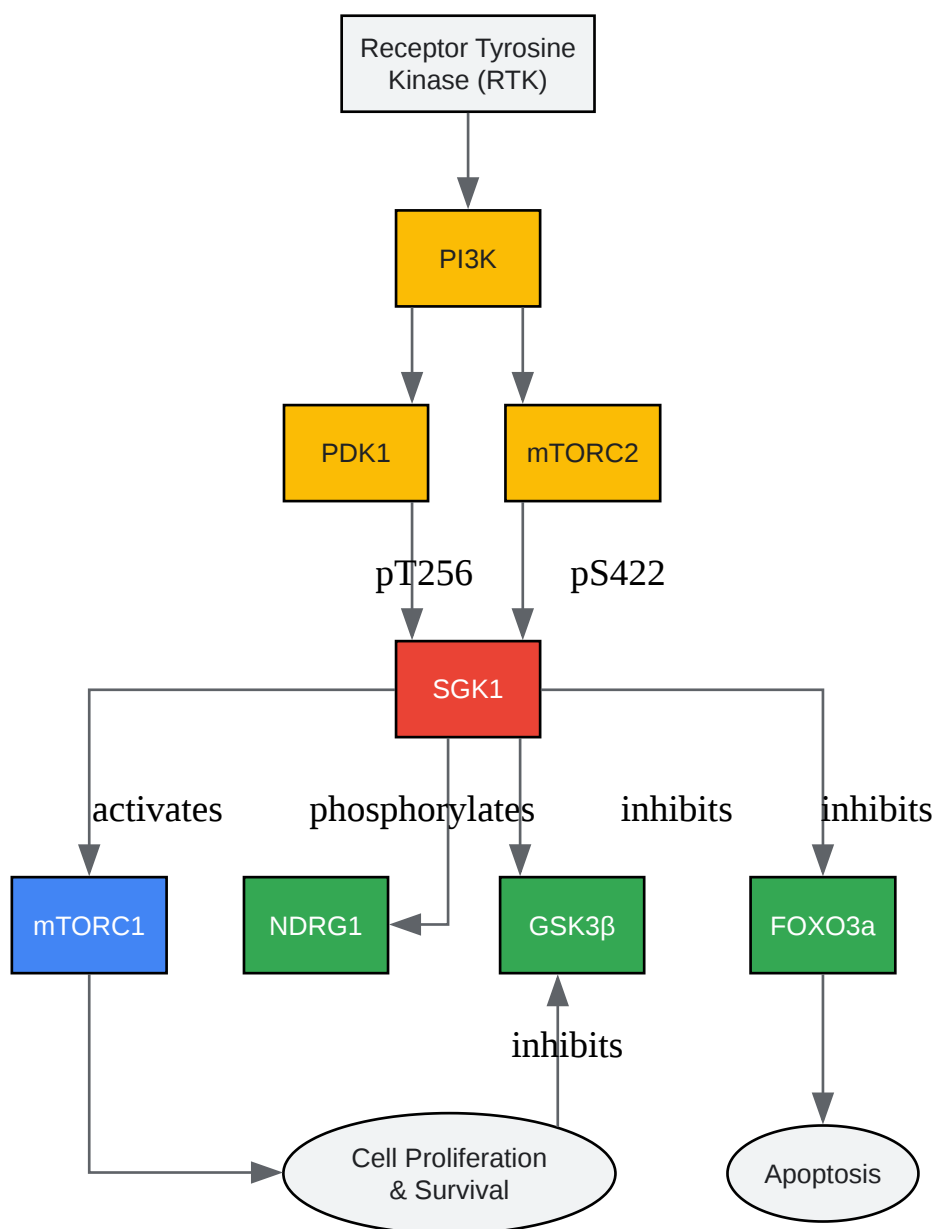 Receptor Tyrosine
Kinase (RTK)
PI3K
PDK1
mTORC2
pT256
pS422
SGK1
activates
phosphorylates
inhibits
inhibits
mTORC1
NDRG1
GSK3β
FOXO3a
inhibits
Cell Proliferation
& Survival
Apoptosis